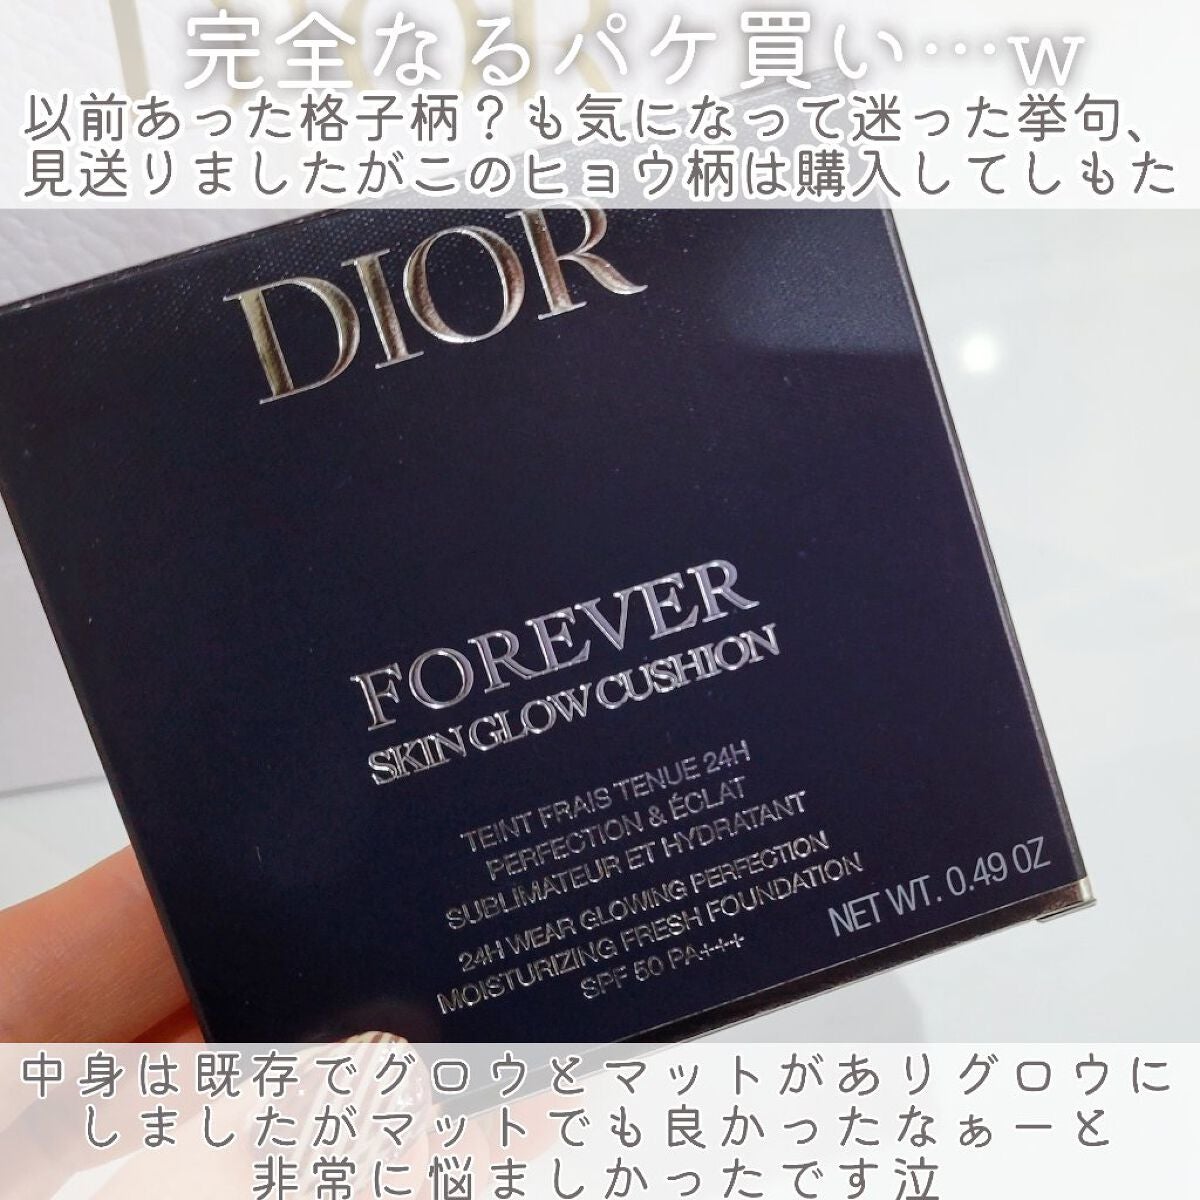 DIOR
完全なるパケ買い…w
以前あった格子柄？も気になって迷った挙句、
見送りましたがこのヒョウ柄は購入してしもた
DIOR
FOREVER
SKIN GLOW CUSHION
TEINT FRAIS TENUE 24H
PERFECTION & ÉCLAT
SUBLIMATEUR ET HYDRATANT
24H WEAR GLOWING PERFECTION
MOISTURIZING FRESH FOUNDATION
SPF 50 PA+++
NET WT. 0.49 OZ
中身は既存でグロウとマットがありグロウに
しましたがマットでも良かったなぁーと
非常に悩ましかったです泣